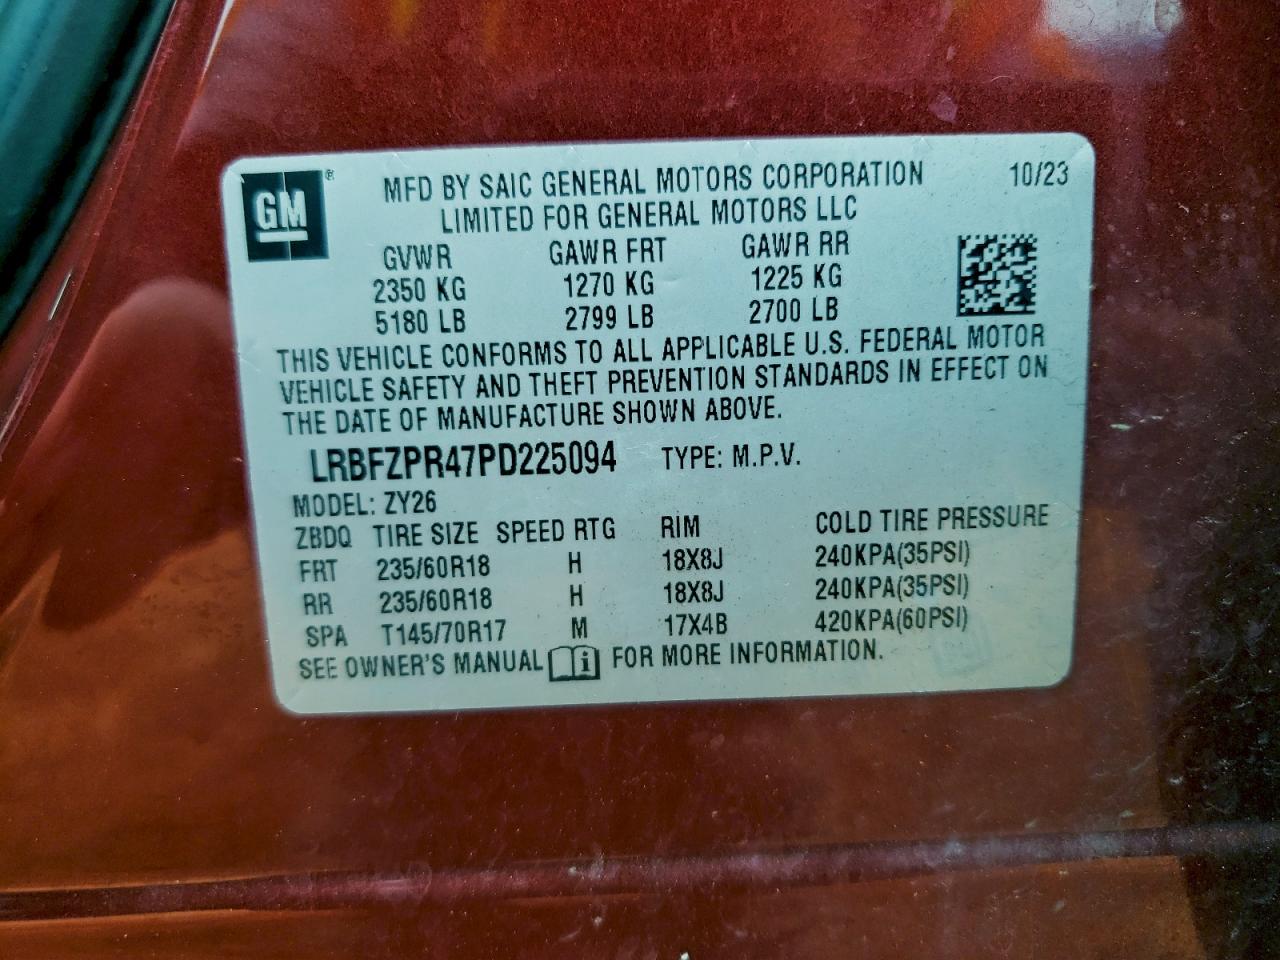 GM ®
MFD BY SAIC GENERAL MOTORS CORPORATION 10/23
LIMITED FOR GENERAL MOTORS LLC
GVWR GAWR FRT GAWR RR
2350 KG 1270 KG 1225 KG
5180 LB 2799 LB 2700 LB
THIS VEHICLE CONFORMS TO ALL APPLICABLE U.S. FEDERAL MOTOR
VEHICLE SAFETY AND THEFT PREVENTION STANDARDS IN EFFECT ON
THE DATE OF MANUFACTURE SHOWN ABOVE.
LRBFZPR47PD225094 TYPE: M.P.V.
MODEL: ZY26
ZBDQ TIRE SIZE SPEED RTG RIM COLD TIRE PRESSURE
FRT 235/60R18 H 18X8J 240KPA(35PSI)
RR 235/60R18 H 18X8J 240KPA(35PSI)
SPA T145/70R17 M 17X4B 420KPA(60PSI)
SEE OWNER'S MANUAL i FOR MORE INFORMATION.